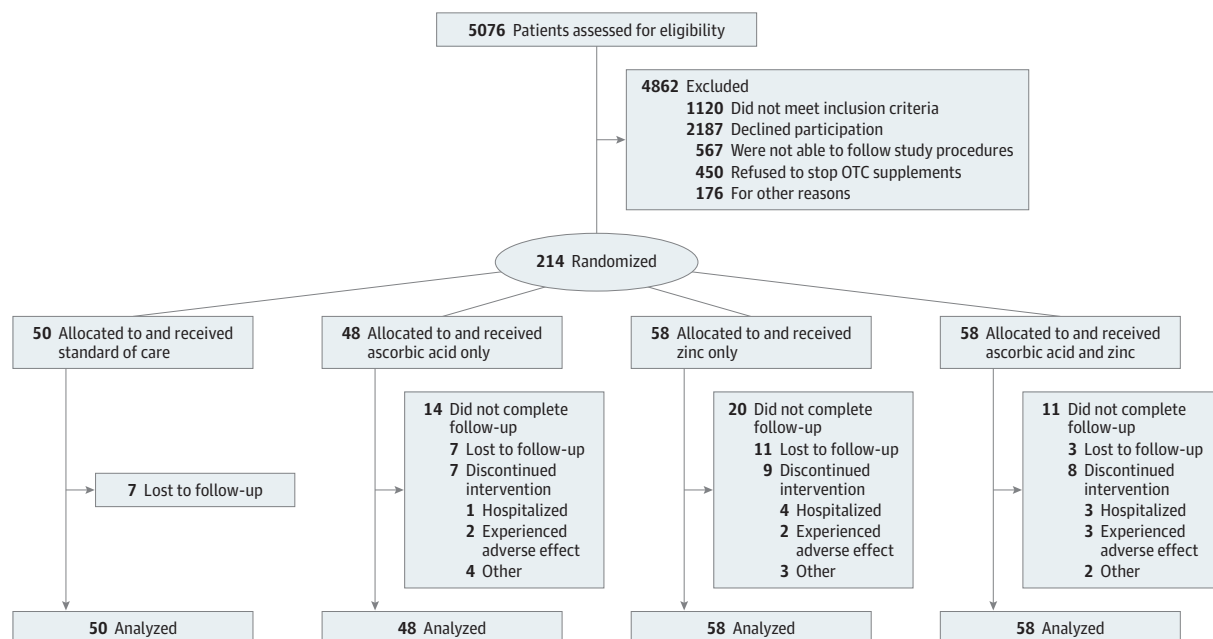 5076 Patients assessed for eligibility
4862 Excluded
1120 Did not meet inclusion criteria
2187 Declined participation
567 Were not able to follow study procedures
450 Refused to stop OTC supplements
176 For other reasons
214 Randomized
50 Allocated to and received
standard of care
48 Allocated to and received
ascorbic acid only
58 Allocated to and received
zinc only
58 Allocated to and received
ascorbic acid and zinc
7 Lost to follow-up
14 Did not complete
follow-up
7 Lost to follow-up
7 Discontinued
intervention
1 Hospitalized
2 Experienced
adverse effect
4 Other
20 Did not complete
follow-up
11 Lost to follow-up
9 Discontinued
intervention
4 Hospitalized
2 Experienced
adverse effect
3 Other
11 Did not complete
follow-up
3 Lost to follow-up
8 Discontinued
intervention
3 Hospitalized
3 Experienced
adverse effect
2 Other
50 Analyzed
48 Analyzed
58 Analyzed
58 Analyzed